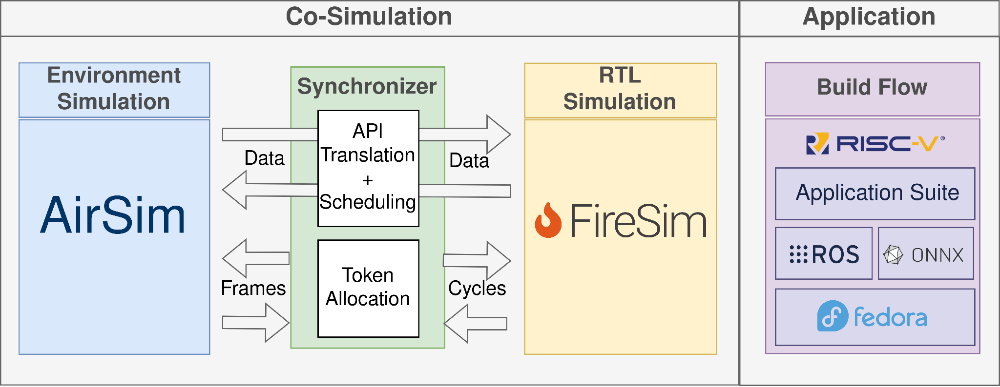 Co-Simulation
Application
Environment
Simulation
AirSim
Synchronizer
API
Translation
+
Scheduling
Data
Data
Token
Allocation
Frames
Cycles
RTL
Simulation
FireSim
Build Flow
RISC-V®
Application Suite
ROS
ONNX
fedora